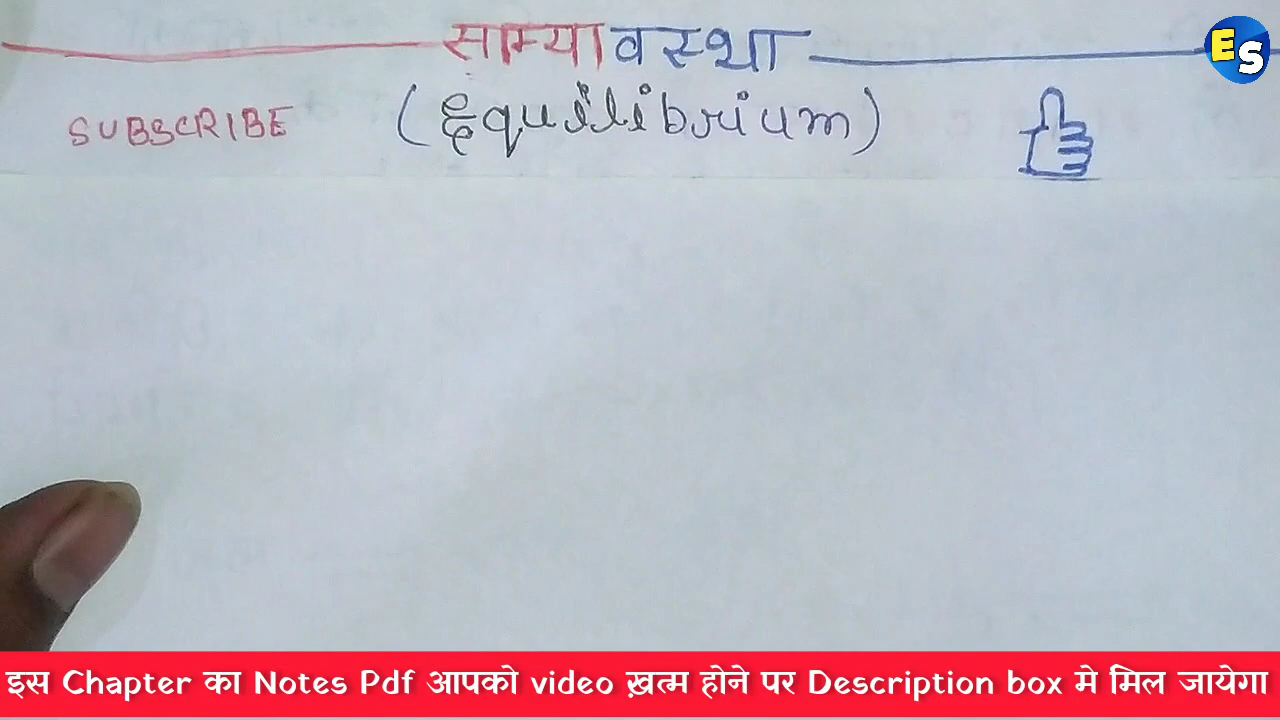 साम्यावस्था
ES
SUBSCRIBE
(Equilibrium)
इस Chapter का Notes Pdf आपको video ख़त्म होने पर Description box मे मिल जायेगा